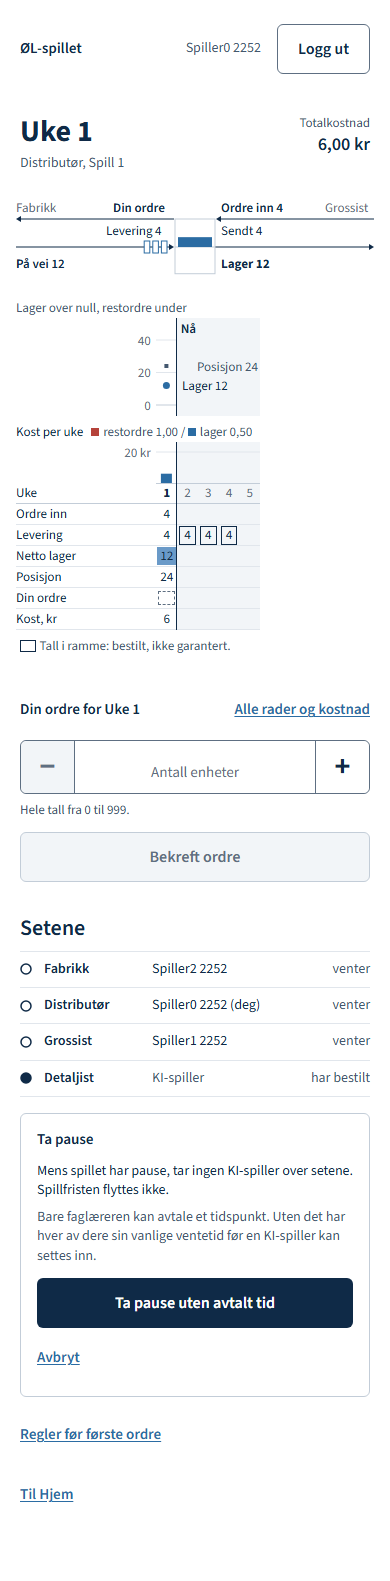 ØL-spillet
Spiller0 2252
Logg ut
Uke 1
Distributør, Spill 1
Totalkostnad
6,00 kr
Fabrikk
Din ordre
Ordre inn 4
Grossist
Levering 4
Sendt 4
På vei 12
Lager 12
Lager over null, restordre under
Nå
40
Posisjon 24
20
Lager 12
0
Kost per uke restordre 1,00 / lager 0,50
20 kr
Uke 1 2 3 4 5
Ordre inn 4
Levering 4 4 4 4
Netto lager 12
Posisjon 24
Din ordre
Kost, kr 6
Tall i ramme: bestilt, ikke garantert.
Din ordre for Uke 1
Alle rader og kostnad
− Antall enheter +
Hele tall fra 0 til 999.
Bekreft ordre
Setene
Fabrikk Spiller2 2252 venter
Distributør Spiller0 2252 (deg) venter
Grossist Spiller1 2252 venter
Detaljist KI-spiller har bestilt
Ta pause
Mens spillet har pause, tar ingen KI-spiller over setene.
Spillfristen flyttes ikke.
Bare faglæreren kan avtale et tidspunkt. Uten det har
hver av dere sin vanlige ventetid før en KI-spiller kan
settes inn.
Ta pause uten avtalt tid
Avbryt
Regler før første ordre
Til Hjem